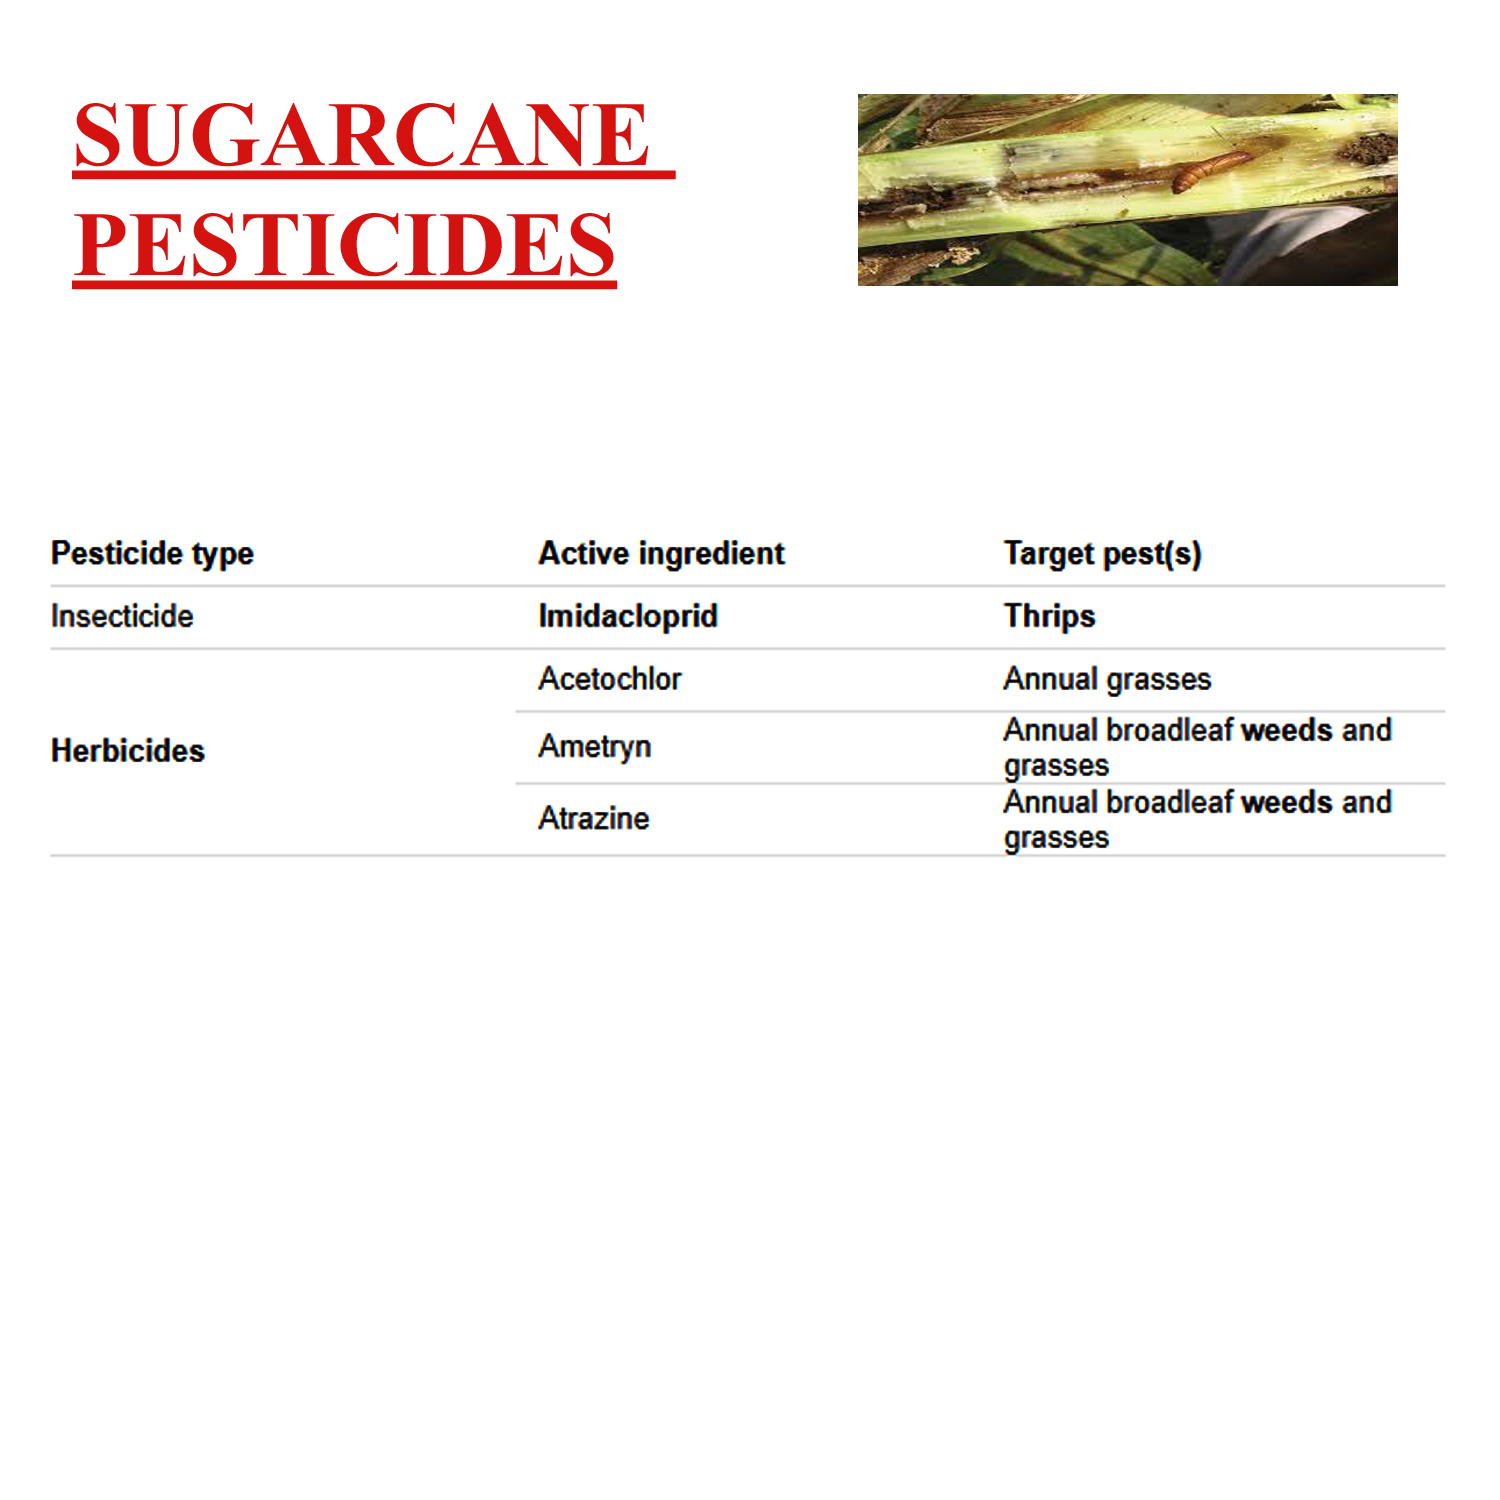 SUGARCANE
PESTICIDES
Pesticide type Active ingredient Target pest(s)
Insecticide Imidacloprid Thrips
Herbicides
Acetochlor Annual grasses
Ametryn Annual broadleaf weeds and
grasses
Atrazine Annual broadleaf weeds and
grasses